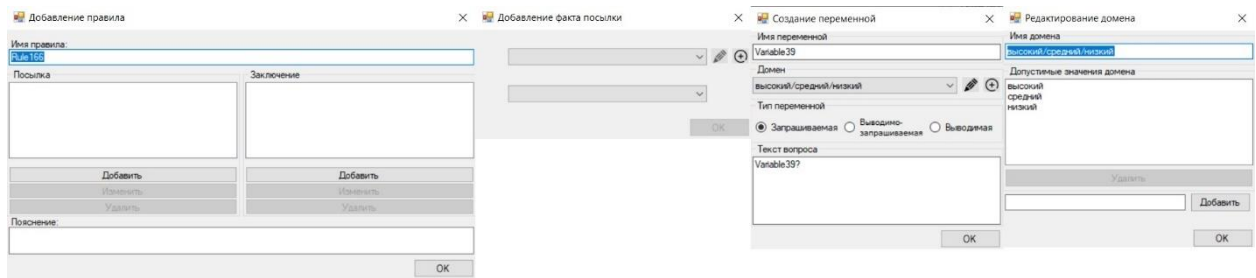 Добавление правила
Имя правила:
Rule166
Посылка Заключение
Добавить Добавить
Изменить Изменить
Удалить Удалить
Пояснение:
OK
Добавление факта посылки
OK
Создание переменной
Имя переменной
Variable39
Домен
высокий/средний/низкий
Тип переменной
Запрашиваемая Выводимо-запрашиваемая Выводимая
Текст вопроса
Variable39?
OK
Редактирование домена
Имя домена
высокий/средний/низкий
Допустимые значения домена
высокий
средний
низкий
Удалить
Добавить
OK